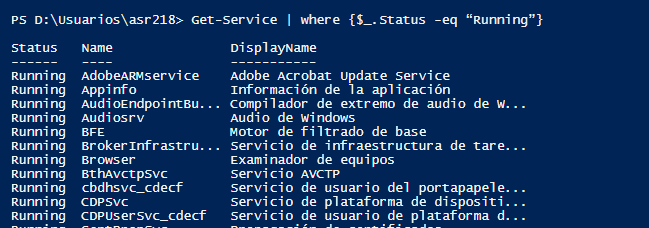 PS D:\Usuarios\asr218> Get-Service | where {$_.Status -eq “Running”}
Status Name DisplayName
------ ---- -----------
Running AdobeARMservice Adobe Acrobat Update Service
Running Appinfo Información de la aplicación
Running AudioEndpointBu... Compilador de extremo de audio de W...
Running Audiosrv Audio de Windows
Running BFE Motor de filtrado de base
Running BrokerInfrastru... Servicio de infraestructura de tare...
Running Browser Examinador de equipos
Running BthAvctpSvc Servicio AVCTP
Running cbdhsvc_cdecf Servicio de usuario del portapapele...
Running CDPSvc Servicio de plataforma de dispositi...
Running CDPUserSvc_cdecf Servicio de usuario de plataforma d...